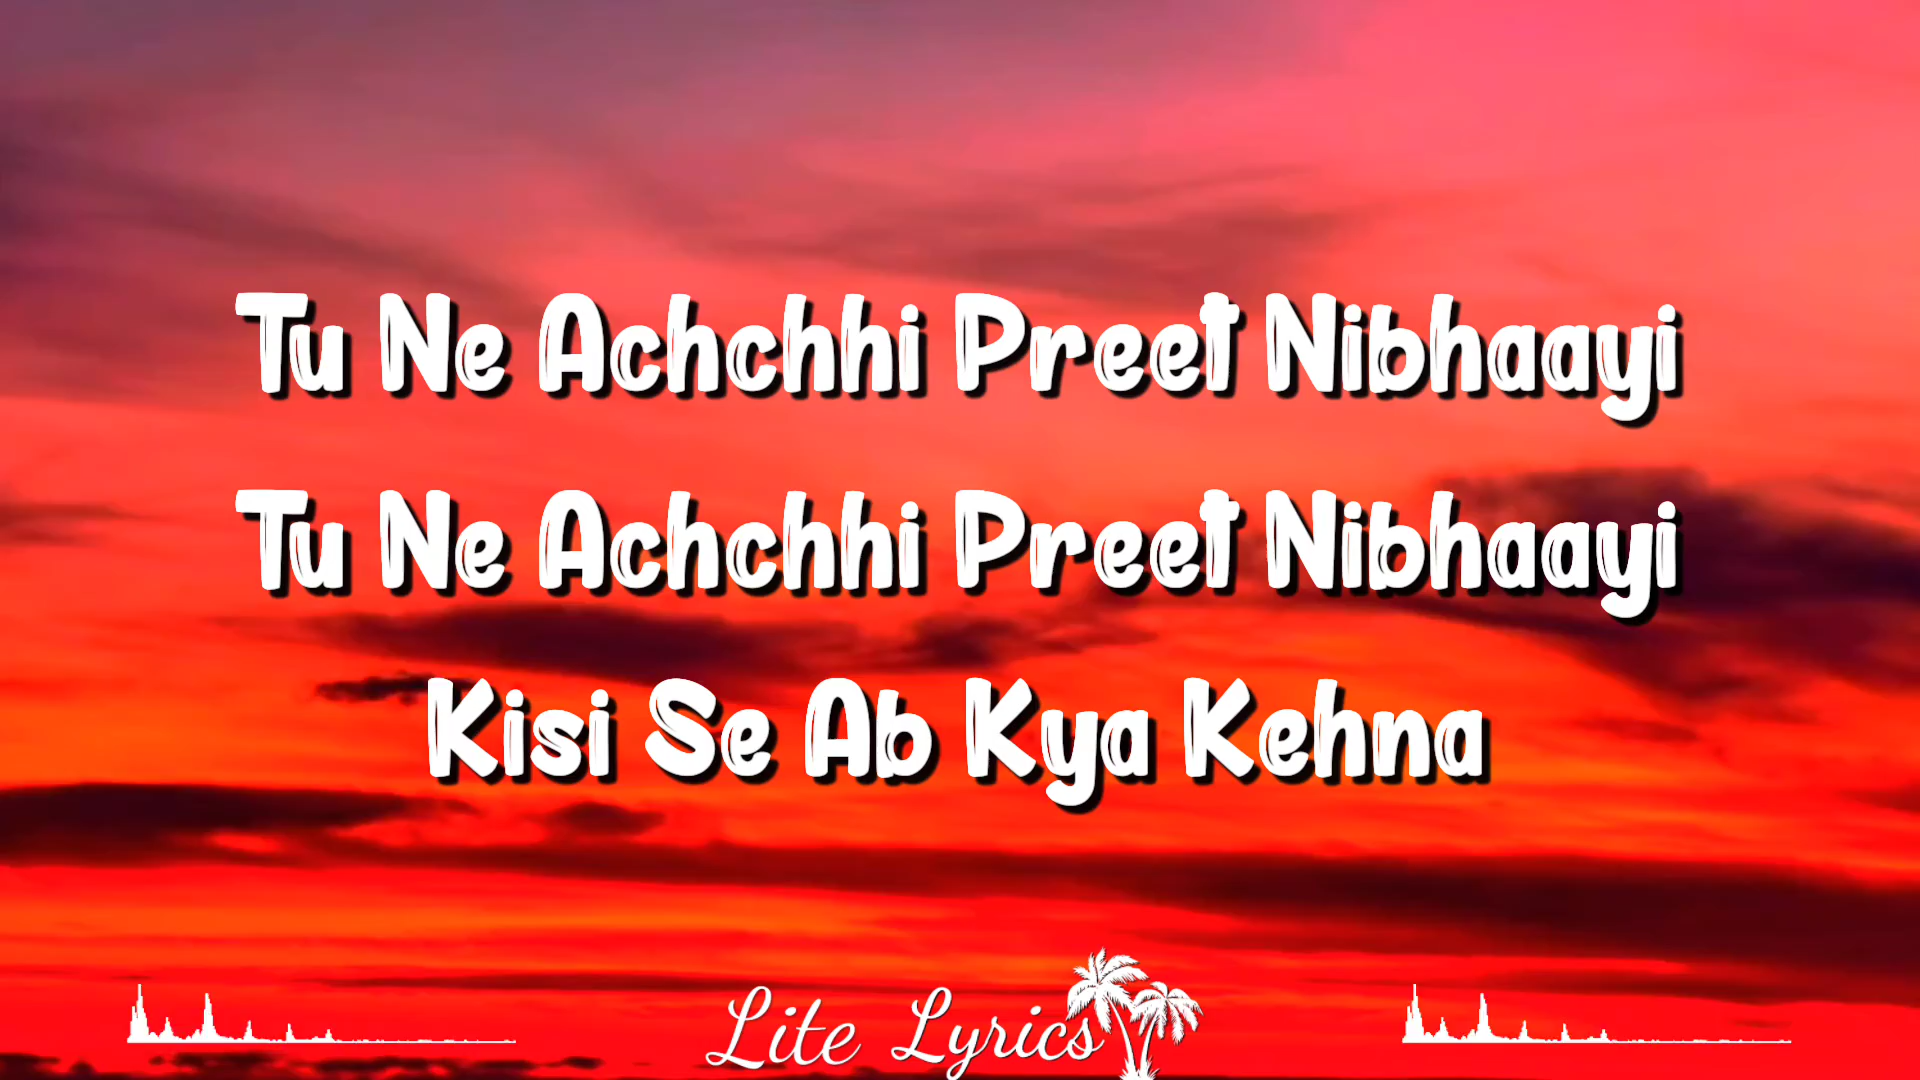 Tu Ne Achchhi Preet Nibhaayi
Tu Ne Achchhi Preet Nibhaayi
Kisi Se Ab Kya Kehna
Lite Lyrics